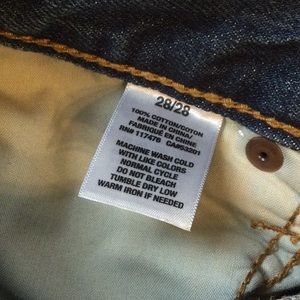 28/28
100% COTTON/COTON
MADE IN CHINA/
FABRIQUÉ EN CHINE
RN# 117476 CA#53201
MACHINE WASH COLD
WITH LIKE COLORS
NORMAL CYCLE
DO NOT BLEACH
TUMBLE DRY LOW
WARM IRON IF NEEDED